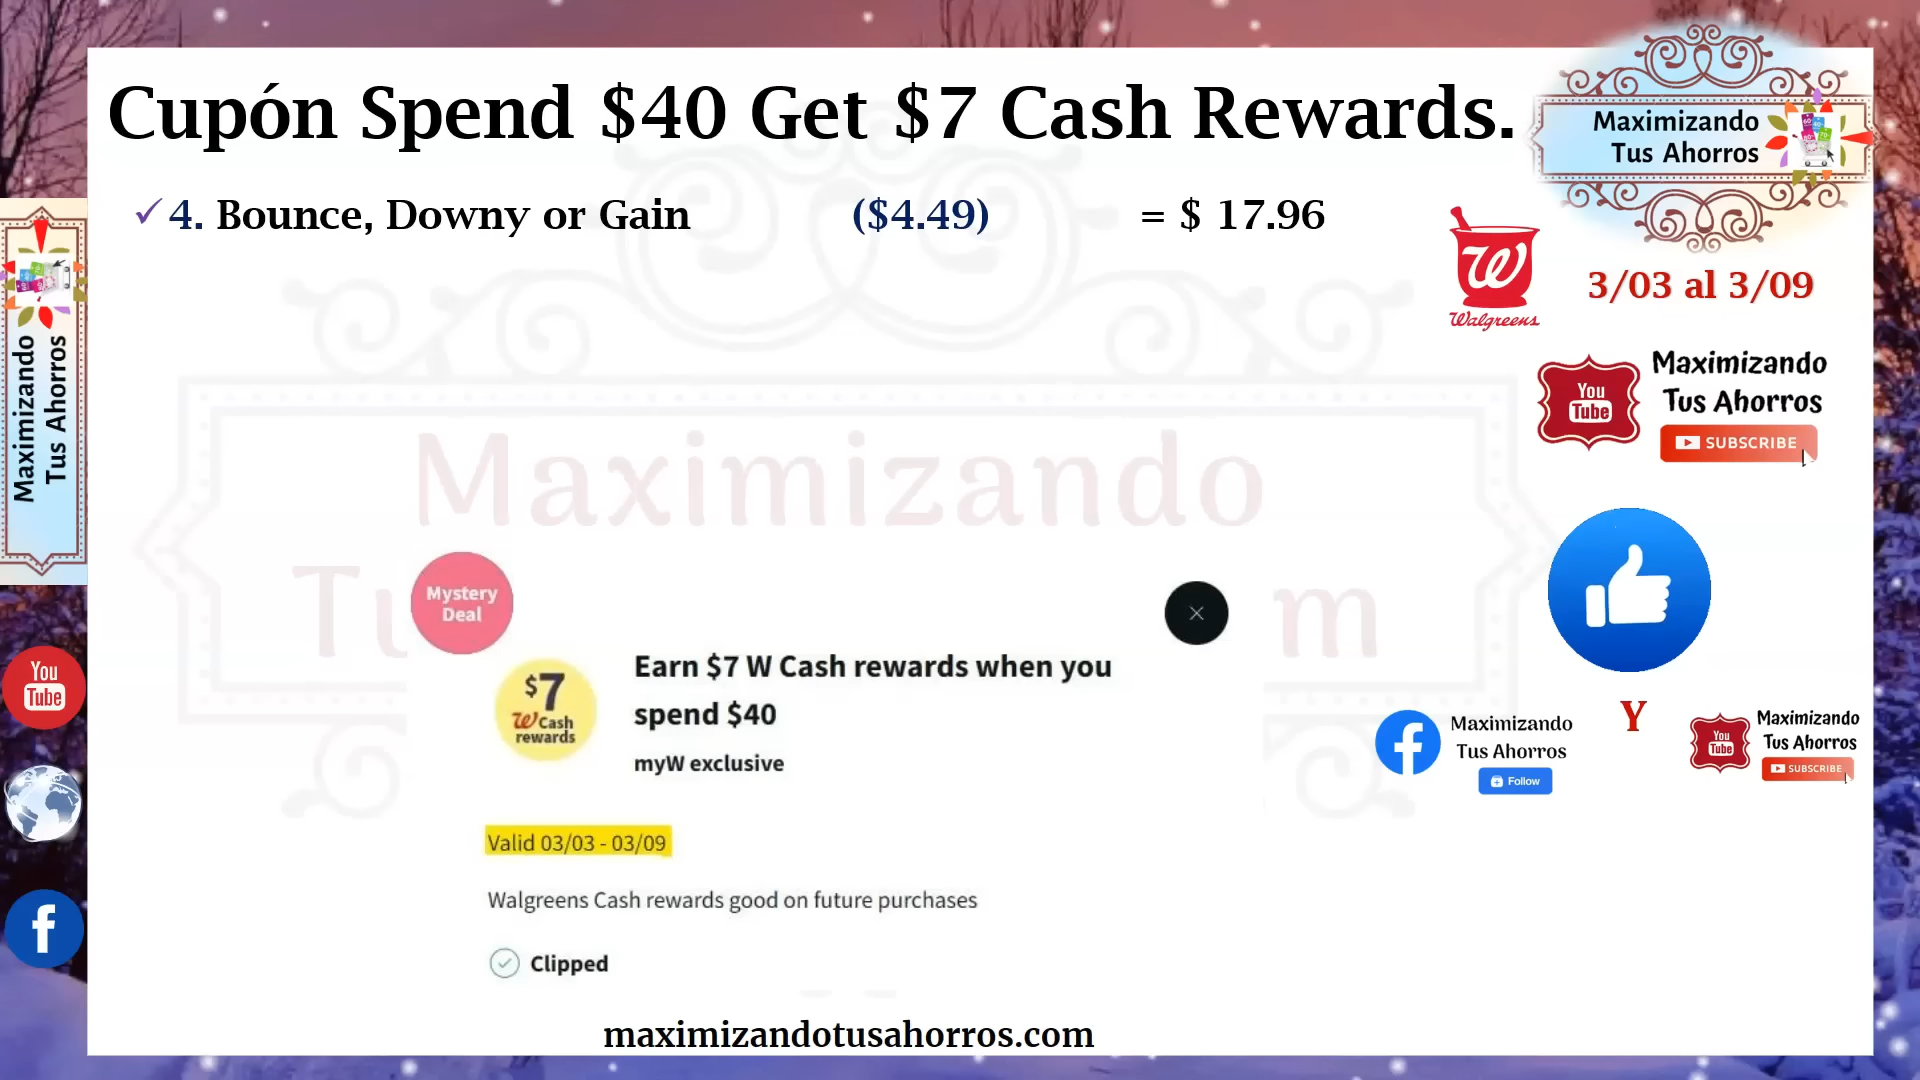 Cupón Spend $40 Get $7 Cash Rewards.
Maximizando
Tus Ahorros
✓ 4. Bounce, Downy or Gain ($4.49) = $ 17.96
Walgreens
3/03 al 3/09
Maximizando
Tus Ahorros
You
Tube
Maximizando
Tus Ahorros
SUBSCRIBE
Maximizando
Mystery
Deal
$7
W Cash
rewards
Earn $7 W Cash rewards when you
spend $40
myW exclusive
Valid 03/03 - 03/09
Walgreens Cash rewards good on future purchases
Clipped
Maximizando
Tus Ahorros
Follow
Y
You
Tube
Maximizando
Tus Ahorros
SUBSCRIBE
You
Tube
maximizandotusahorros.com